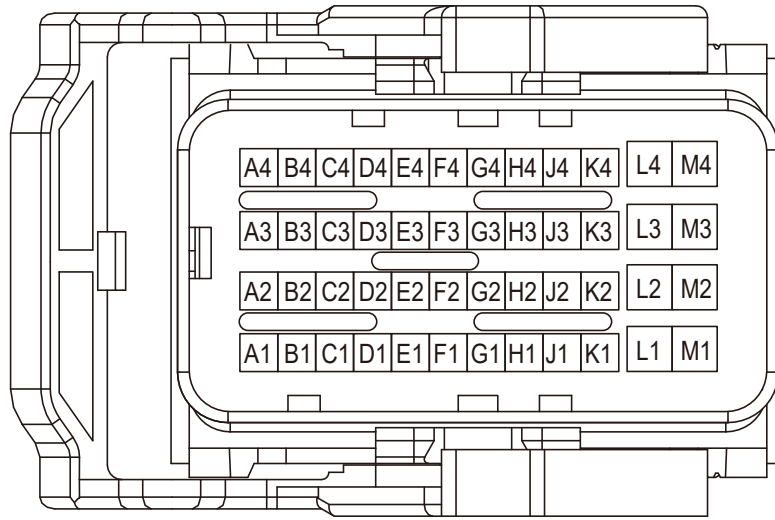 A4 B4 C4 D4 E4 F4 G4 H4 J4 K4 L4 M4
A3 B3 C3 D3 E3 F3 G3 H3 J3 K3 L3 M3
A2 B2 C2 D2 E2 F2 G2 H2 J2 K2 L2 M2
A1 B1 C1 D1 E1 F1 G1 H1 J1 K1 L1 M1